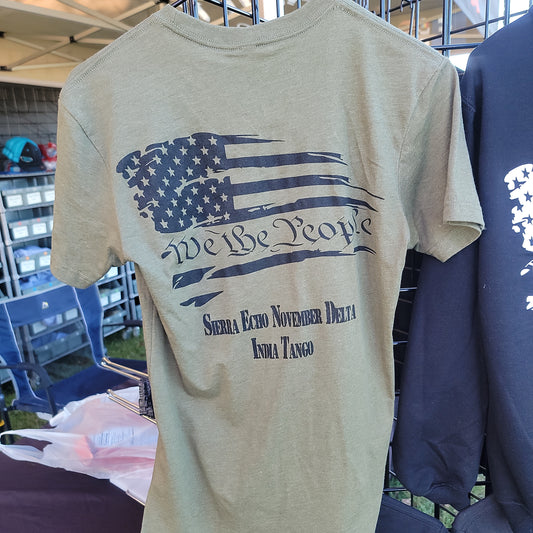 We the People
SIERRA ECHO NOVEMBER DELTA
INDIA TANGO